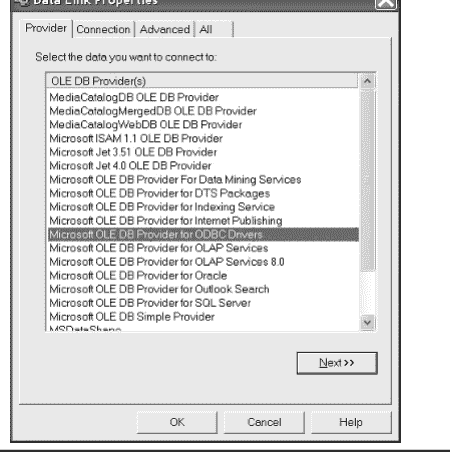 Data Link Properties
Provider Connection Advanced All
Select the data you want to connect to:
OLE DB Provider(s)
MediaCatalogDB OLE DB Provider
MediaCatalogMergedDB OLE DB Provider
MediaCatalogWebDB OLE DB Provider
Microsoft ISAM 1.1 OLE DB Provider
Microsoft Jet 3.51 OLE DB Provider
Microsoft Jet 4.0 OLE DB Provider
Microsoft OLE DB Provider For Data Mining Services
Microsoft OLE DB Provider for DTS Packages
Microsoft OLE DB Provider for Indexing Service
Microsoft OLE DB Provider for Internet Publishing
Microsoft OLE DB Provider for ODBC Drivers
Microsoft OLE DB Provider for OLAP Services
Microsoft OLE DB Provider for OLAP Services 8.0
Microsoft OLE DB Provider for Oracle
Microsoft OLE DB Provider for Outlook Search
Microsoft OLE DB Provider for SQL Server
Microsoft OLE DB Simple Provider
MSDataShape
Next >>
OK Cancel Help